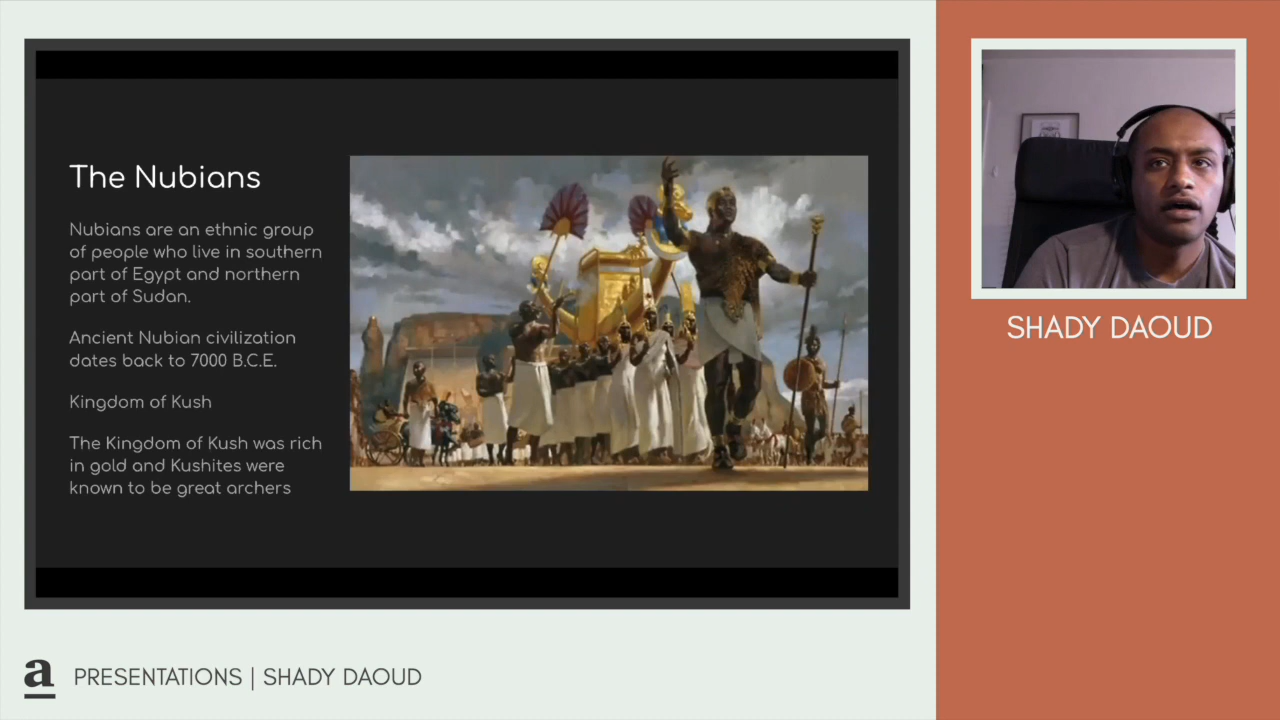 The Nubians
Nubians are an ethnic group
of people who live in southern
part of Egypt and northern
part of Sudan.
Ancient Nubian civilization
dates back to 7000 B.C.E.
Kingdom of Kush
The Kingdom of Kush was rich
in gold and Kushites were
known to be great archers
SHADY DAOUD
a PRESENTATIONS | SHADY DAOUD